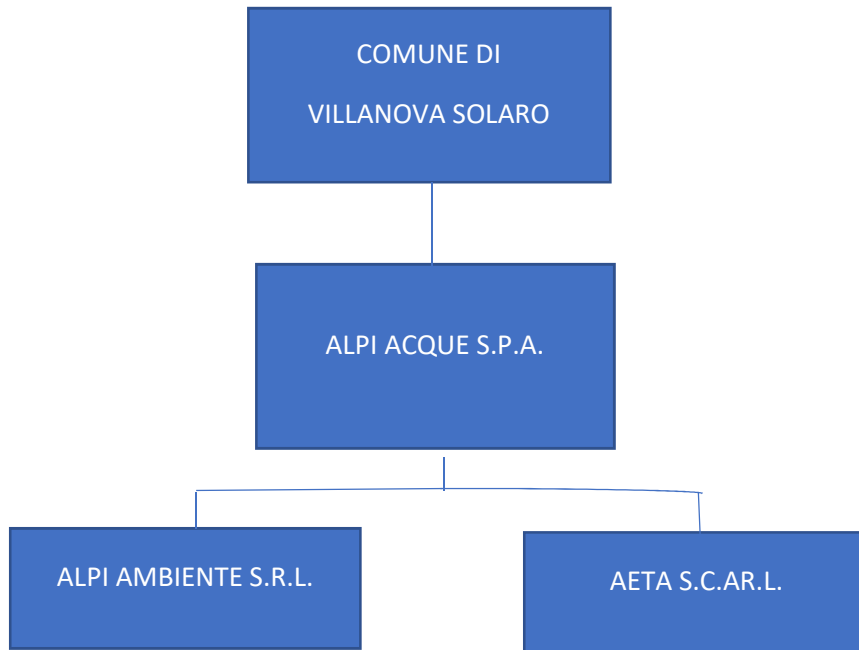 COMUNE DI
VILLANOVA SOLARO
ALPI ACQUE S.P.A.
ALPI AMBIENTE S.R.L.
AETA S.C.AR.L.